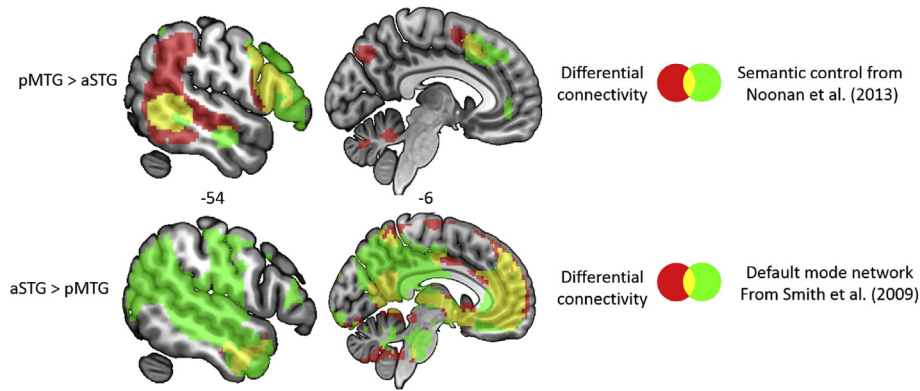 pMTG > aSTG
Differential
connectivity
Semantic control from
Noonan et al. (2013)
-54
-6
aSTG > pMTG
Differential
connectivity
Default mode network
From Smith et al. (2009)